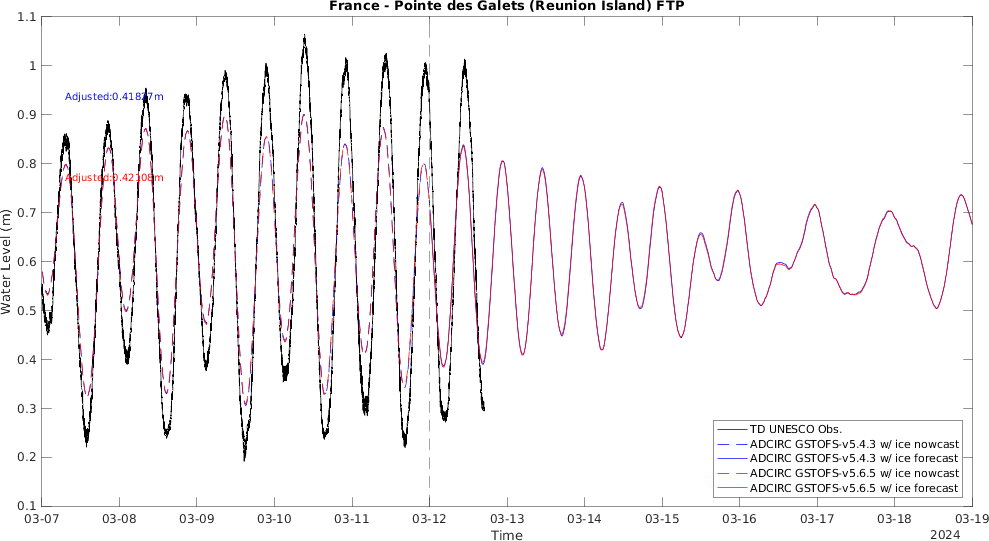 France - Pointe des Galets (Reunion Island) FTP
Water Level (m)
1.1
1
0.9
0.8
0.7
0.6
0.5
0.4
0.3
0.2
0.1
Adjusted:0.41827m
Adjusted:0.42108m
TD UNESCO Obs.
ADCIRC GSTOFS-v5.4.3 w/ ice nowcast
ADCIRC GSTOFS-v5.4.3 w/ ice forecast
ADCIRC GSTOFS-v5.6.5 w/ ice nowcast
ADCIRC GSTOFS-v5.6.5 w/ ice forecast
03-07 03-08 03-09 03-10 03-11 03-12 03-13 03-14 03-15 03-16 03-17 03-18 03-19
Time
2024